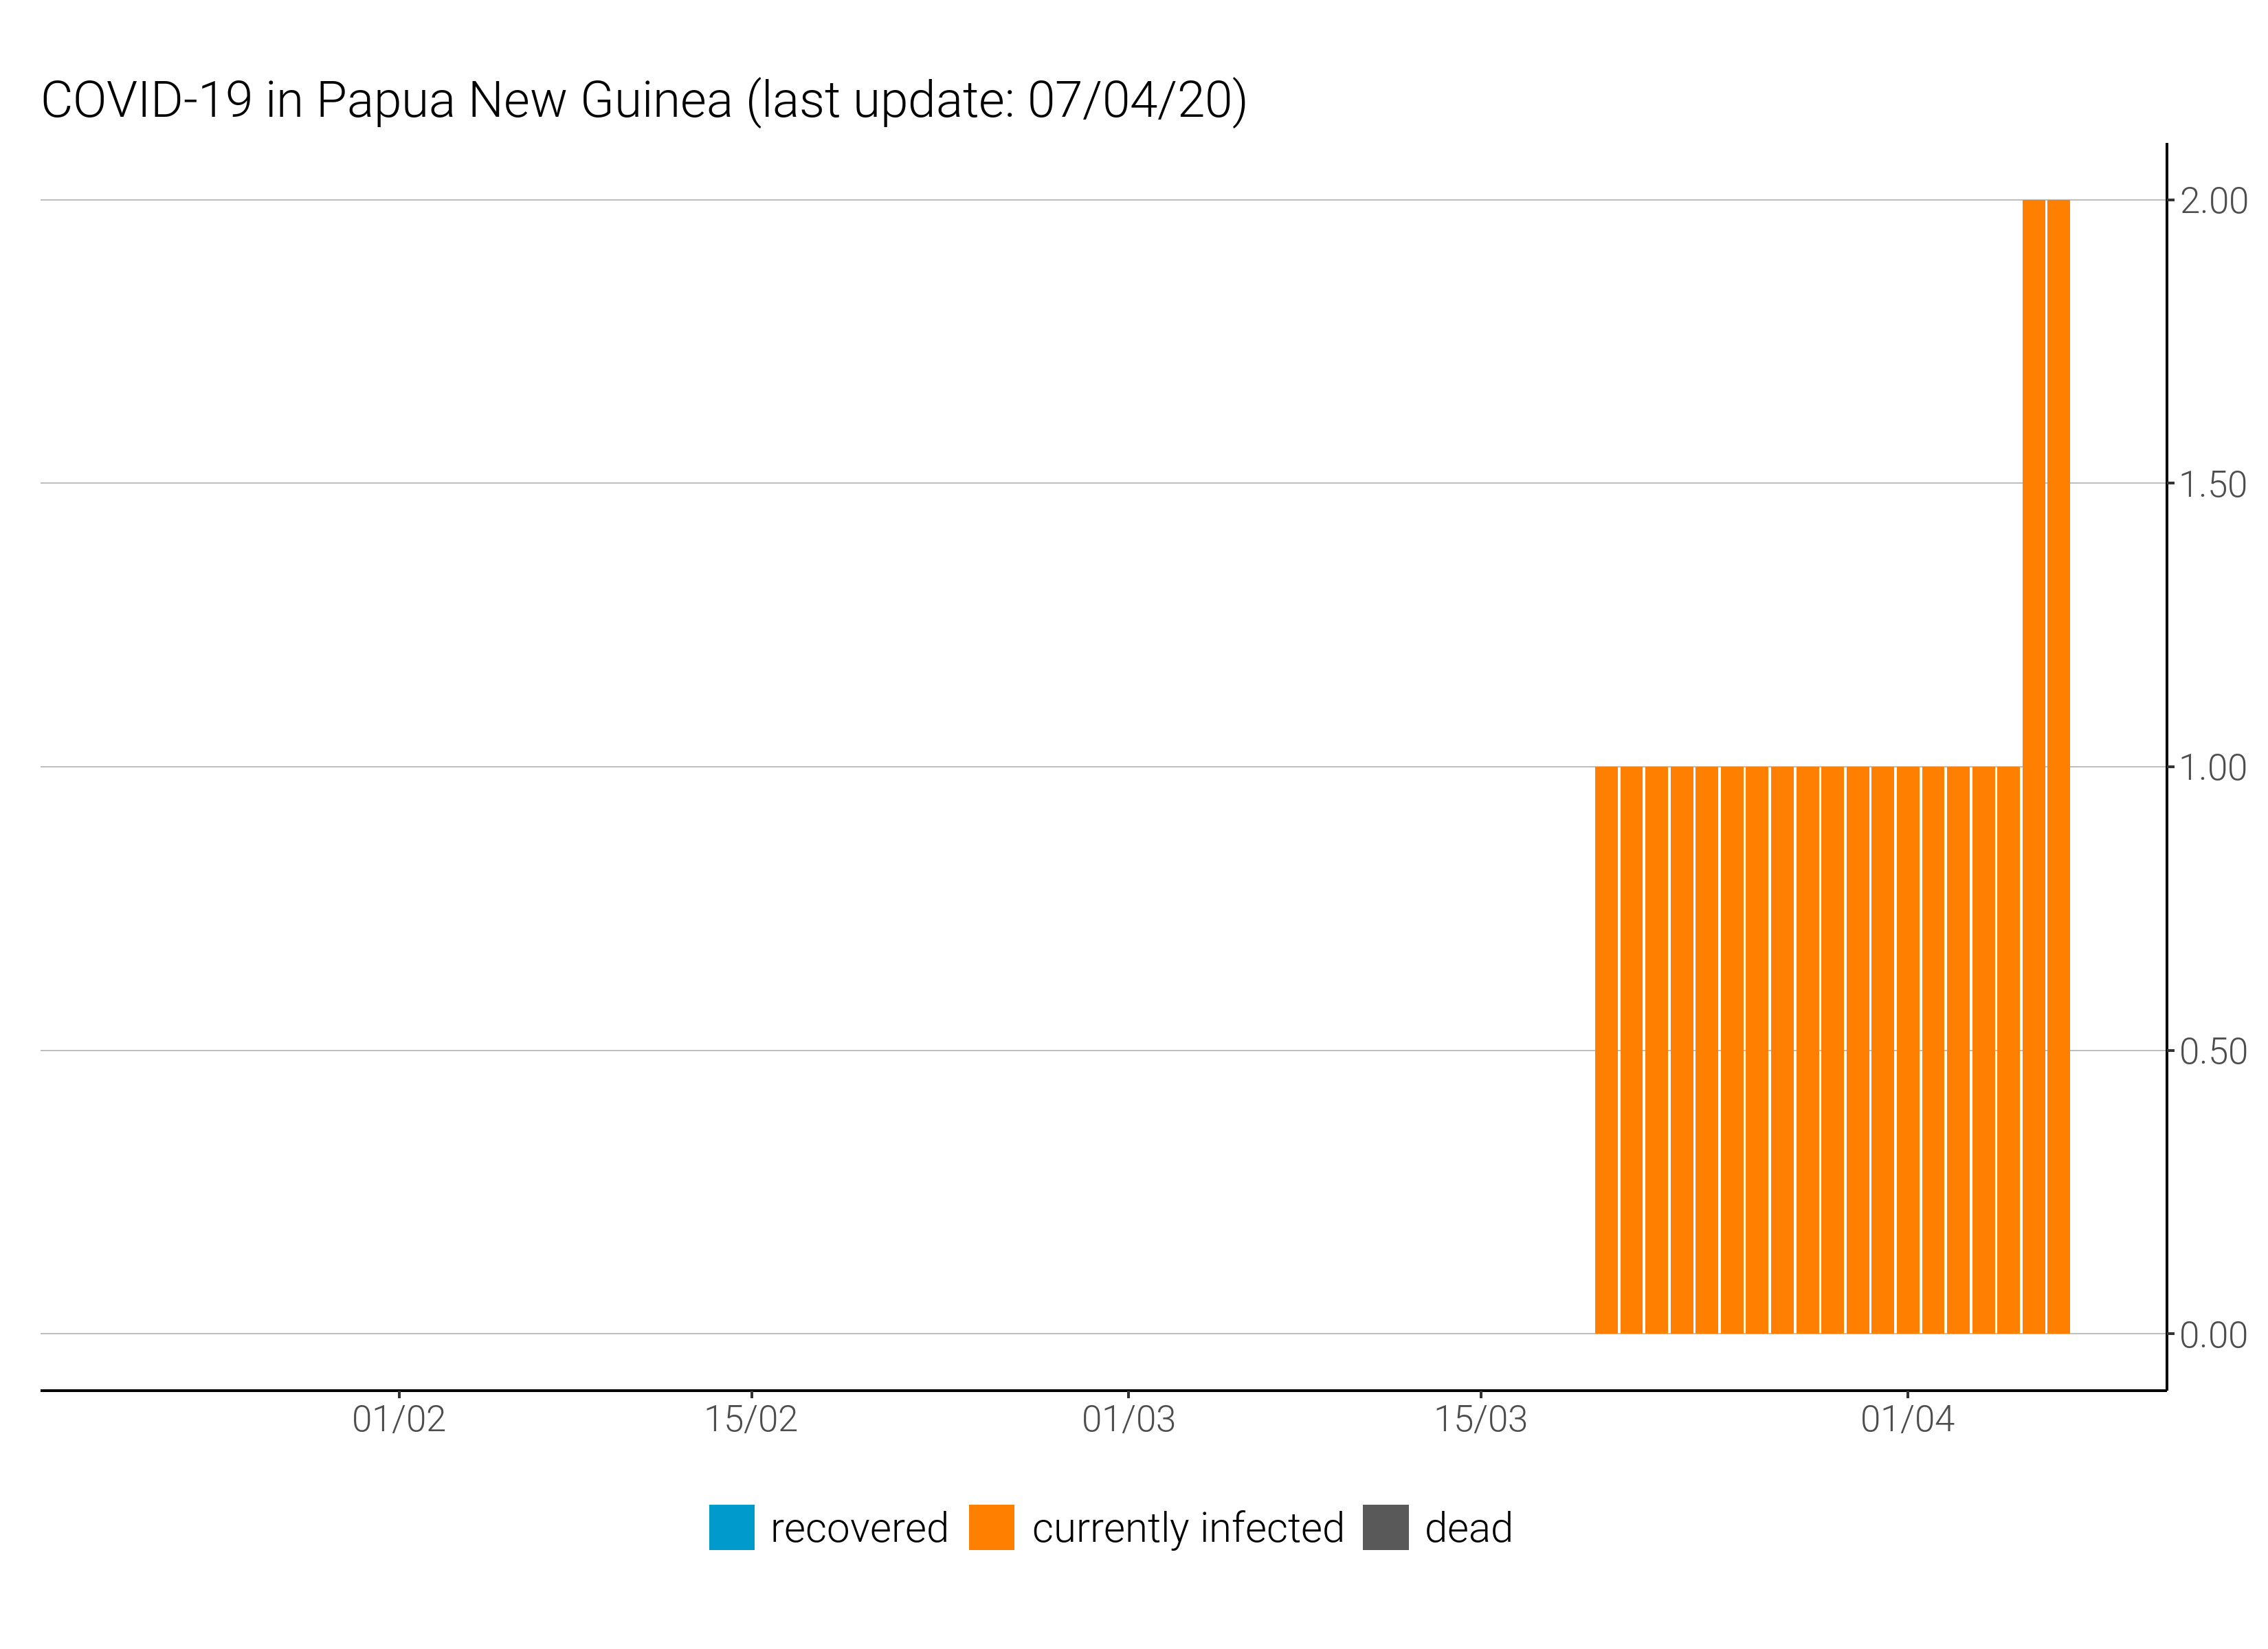 COVID-19 in Papua New Guinea (last update: 07/04/20)
2.00
1.50
1.00
0.50
0.00
01/02 15/02 01/03 15/03 01/04
recovered currently infected dead